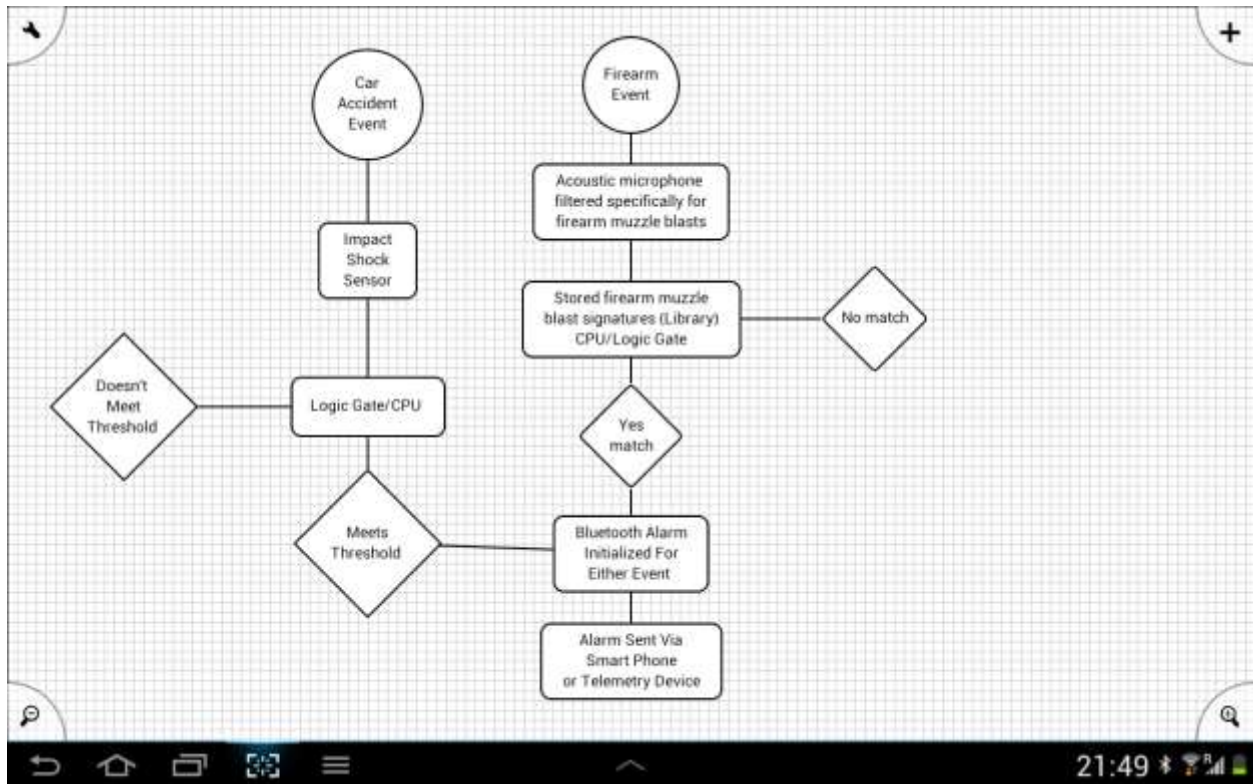 Car
Accident
Event
Firearm
Event
Acoustic microphone
filtered specifically for
firearm muzzle blasts
Impact
Shock
Sensor
Stored firearm muzzle
blast signatures (Library)
CPU/Logic Gate
No match
Doesn't
Meet
Threshold
Logic Gate/CPU
Yes
match
Meets
Threshold
Bluetooth Alarm
Initialized For
Either Event
Alarm Sent Via
Smart Phone
or Telemetry Device
21:49
R